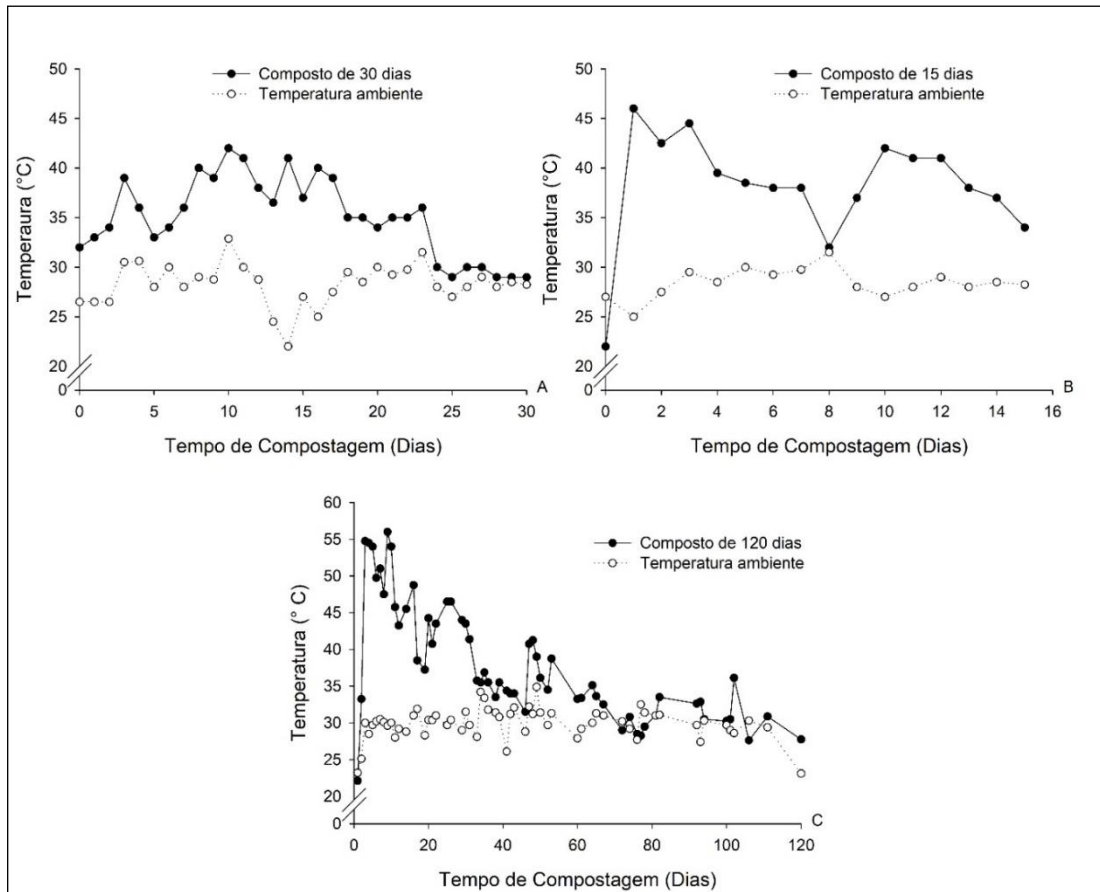 Composto de 30 dias
Temperatura ambiente
Temperaura (°C)
50
45
40
35
30
25
20
0
0 5 10 15 20 25 30
A
Tempo de Compostagem (Dias)
Composto de 15 dias
Temperatura ambiente
Temperatura (°C)
50
45
40
35
30
25
20
0
0 2 4 6 8 10 12 14 16
B
Tempo de Compostagem (Dias)
Composto de 120 dias
Temperatura ambiente
Temperatura (° C)
60
55
50
45
40
35
30
25
20
0
0 20 40 60 80 100 120
C
Tempo de Compostagem (Dias)